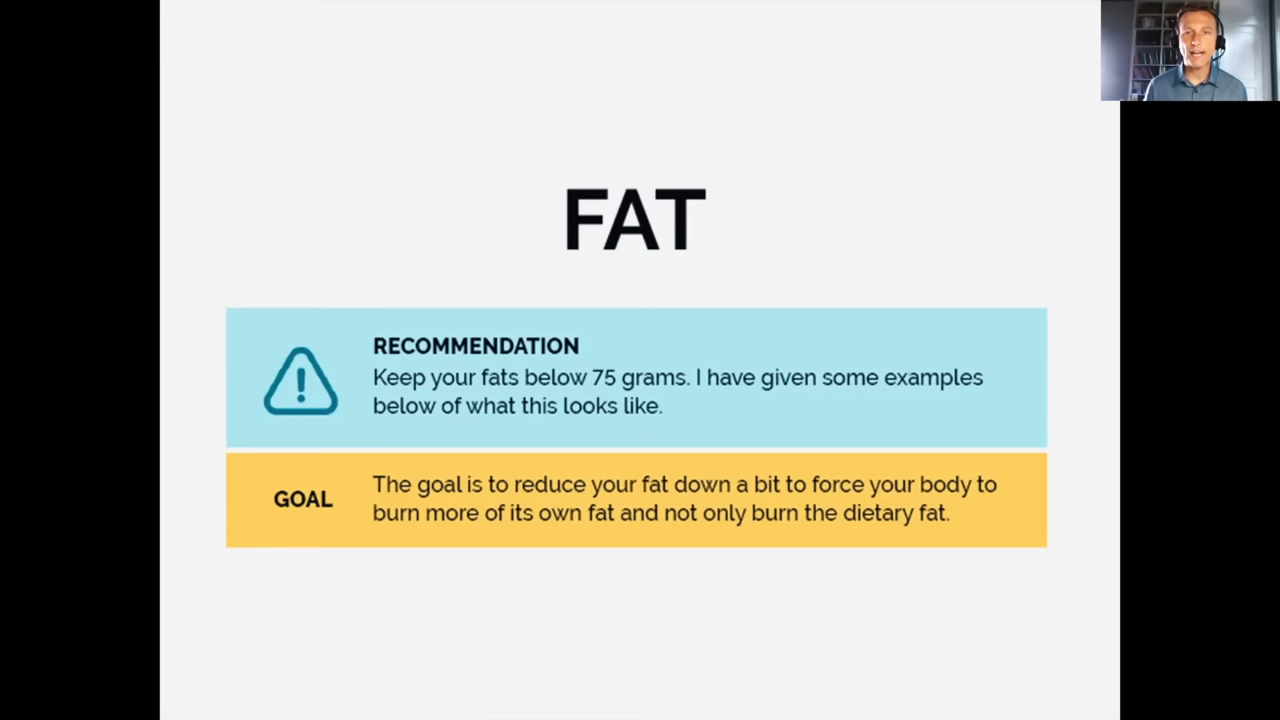 FAT
RECOMMENDATION
Keep your fats below 75 grams. I have given some examples
below of what this looks like.
GOAL
The goal is to reduce your fat down a bit to force your body to
burn more of its own fat and not only burn the dietary fat.